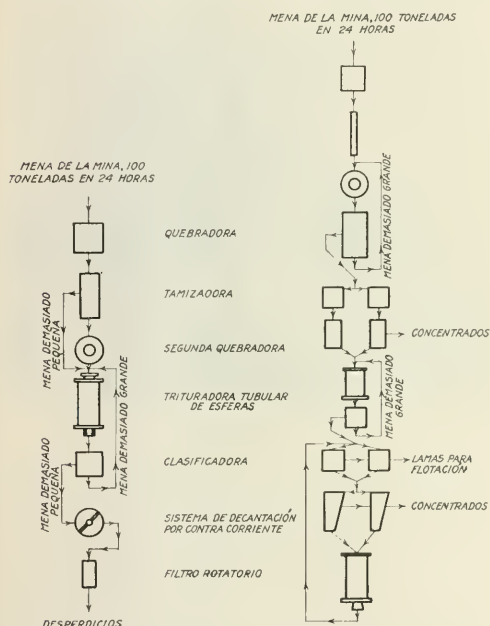 MENA DE LA MINA, 100 TONELADAS
EN 24 HORAS
MENA DE LA MINA, 100
TONELADAS EN 24 HORAS
MENA DEMASIADO GRANDE
QUEBRADORA
TAMIZADORA
MENA DEMASIADO
PEQUEÑA
CONCENTRADOS
SEGUNDA QUEBRADORA
TRITURADORA TUBULAR
DE ESFERAS
MENA DEMASIADO GRANDE
MENA DEMASIADO
GRANDE
CLASIFICADORA
LAMAS PARA
FLOTACIÓN
MENA DEMASIADO
PEQUEÑA
CONCENTRADOS
SISTEMA DE DECANTACIÓN
POR CONTRA CORRIENTE
FILTRO ROTATORIO
DESPERDICIOS